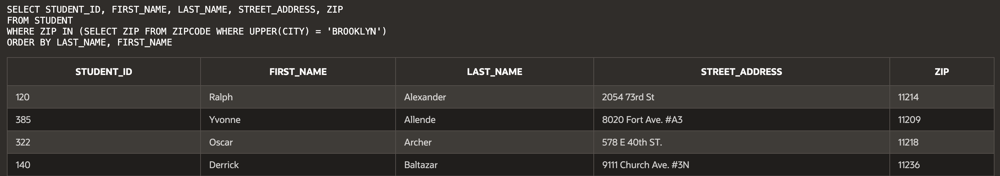 SELECT STUDENT_ID, FIRST_NAME, LAST_NAME, STREET_ADDRESS, ZIP
FROM STUDENT
WHERE ZIP IN (SELECT ZIP FROM ZIPCODE WHERE UPPER(CITY) = 'BROOKLYN')
ORDER BY LAST_NAME, FIRST_NAME
STUDENT_ID FIRST_NAME LAST_NAME STREET_ADDRESS ZIP
120 Ralph Alexander 2054 73rd St 11214
385 Yvonne Allende 8020 Fort Ave. #A3 11209
322 Oscar Archer 578 E 40th ST. 11218
140 Derrick Baltazar 9111 Church Ave. #3N 11236